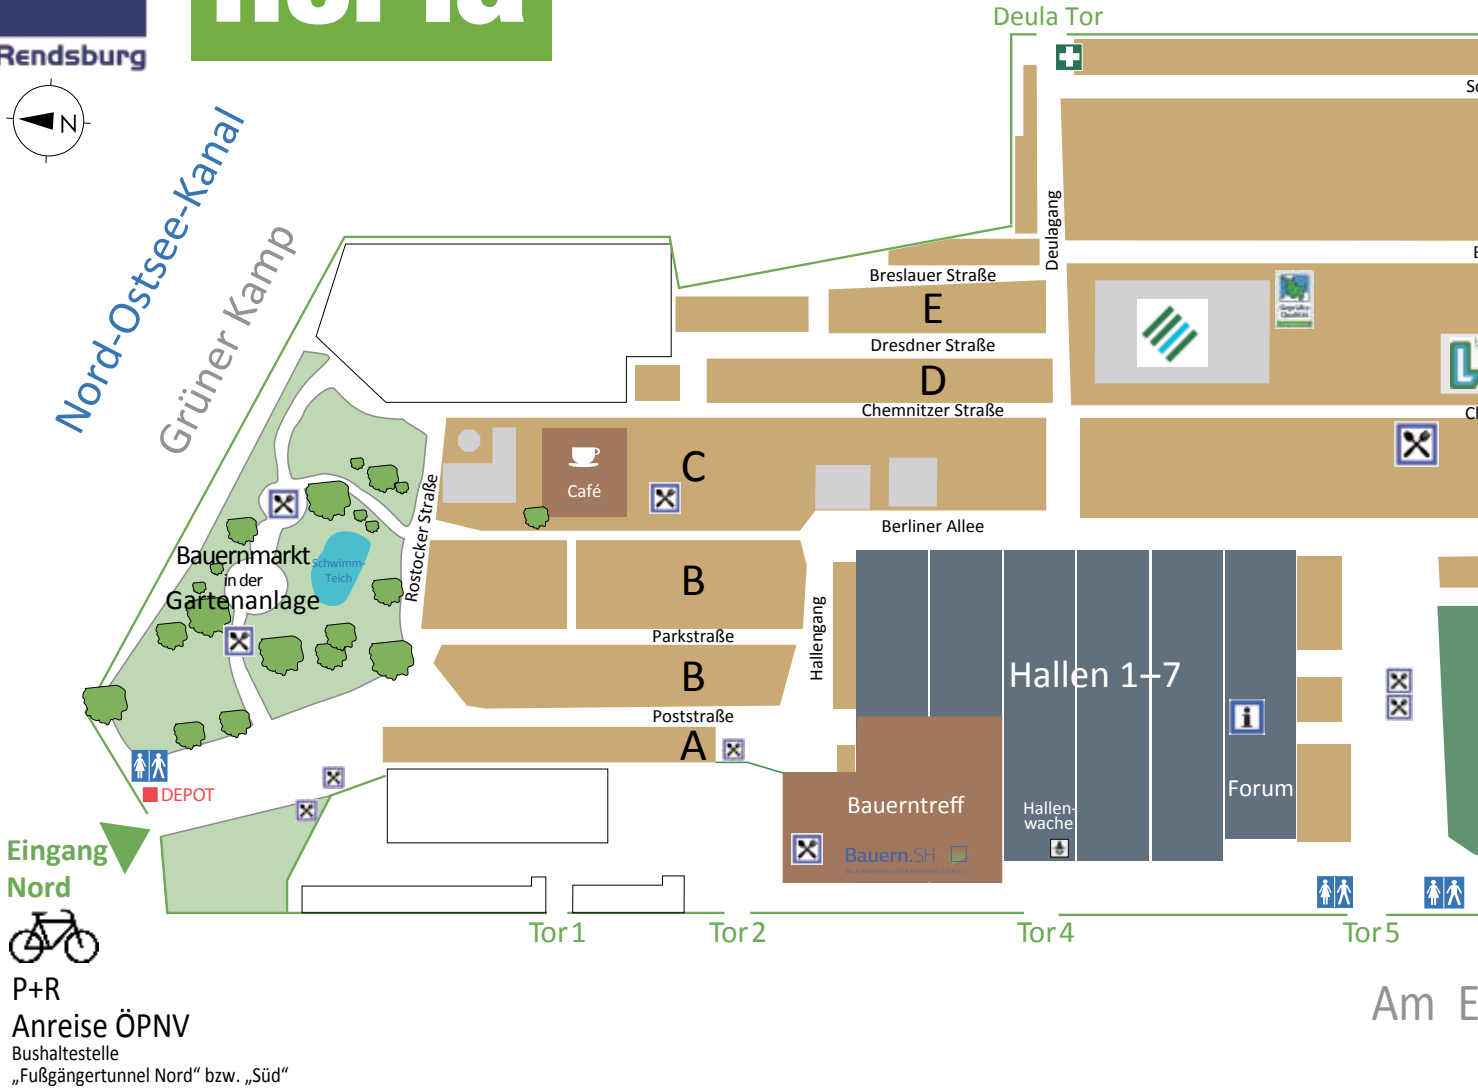 Rendsburg
Deula Tor
N
Nord-Ostsee-Kanal
Grüner Kamp
Deulagang
Breslauer Straße
E
Dresdner Straße
D
Chemnitzer Straße
C
Café
Rostocker Straße
Berliner Allee
Bauernmarkt
in der
Gartenanlage
Schwimm-
Teich
B
Parkstraße
Hallengang
B
Poststraße
A
Hallen 1–7
i
Forum
Bauerntreff
Hallen-
wache
Bauern.SH
DEPOT
Eingang
Nord
Tor 1
Tor 2
Tor 4
Tor 5
P+R
Anreise ÖPNV
Bushaltestelle
„Fußgängertunnel Nord“ bzw. „Süd“
Am E